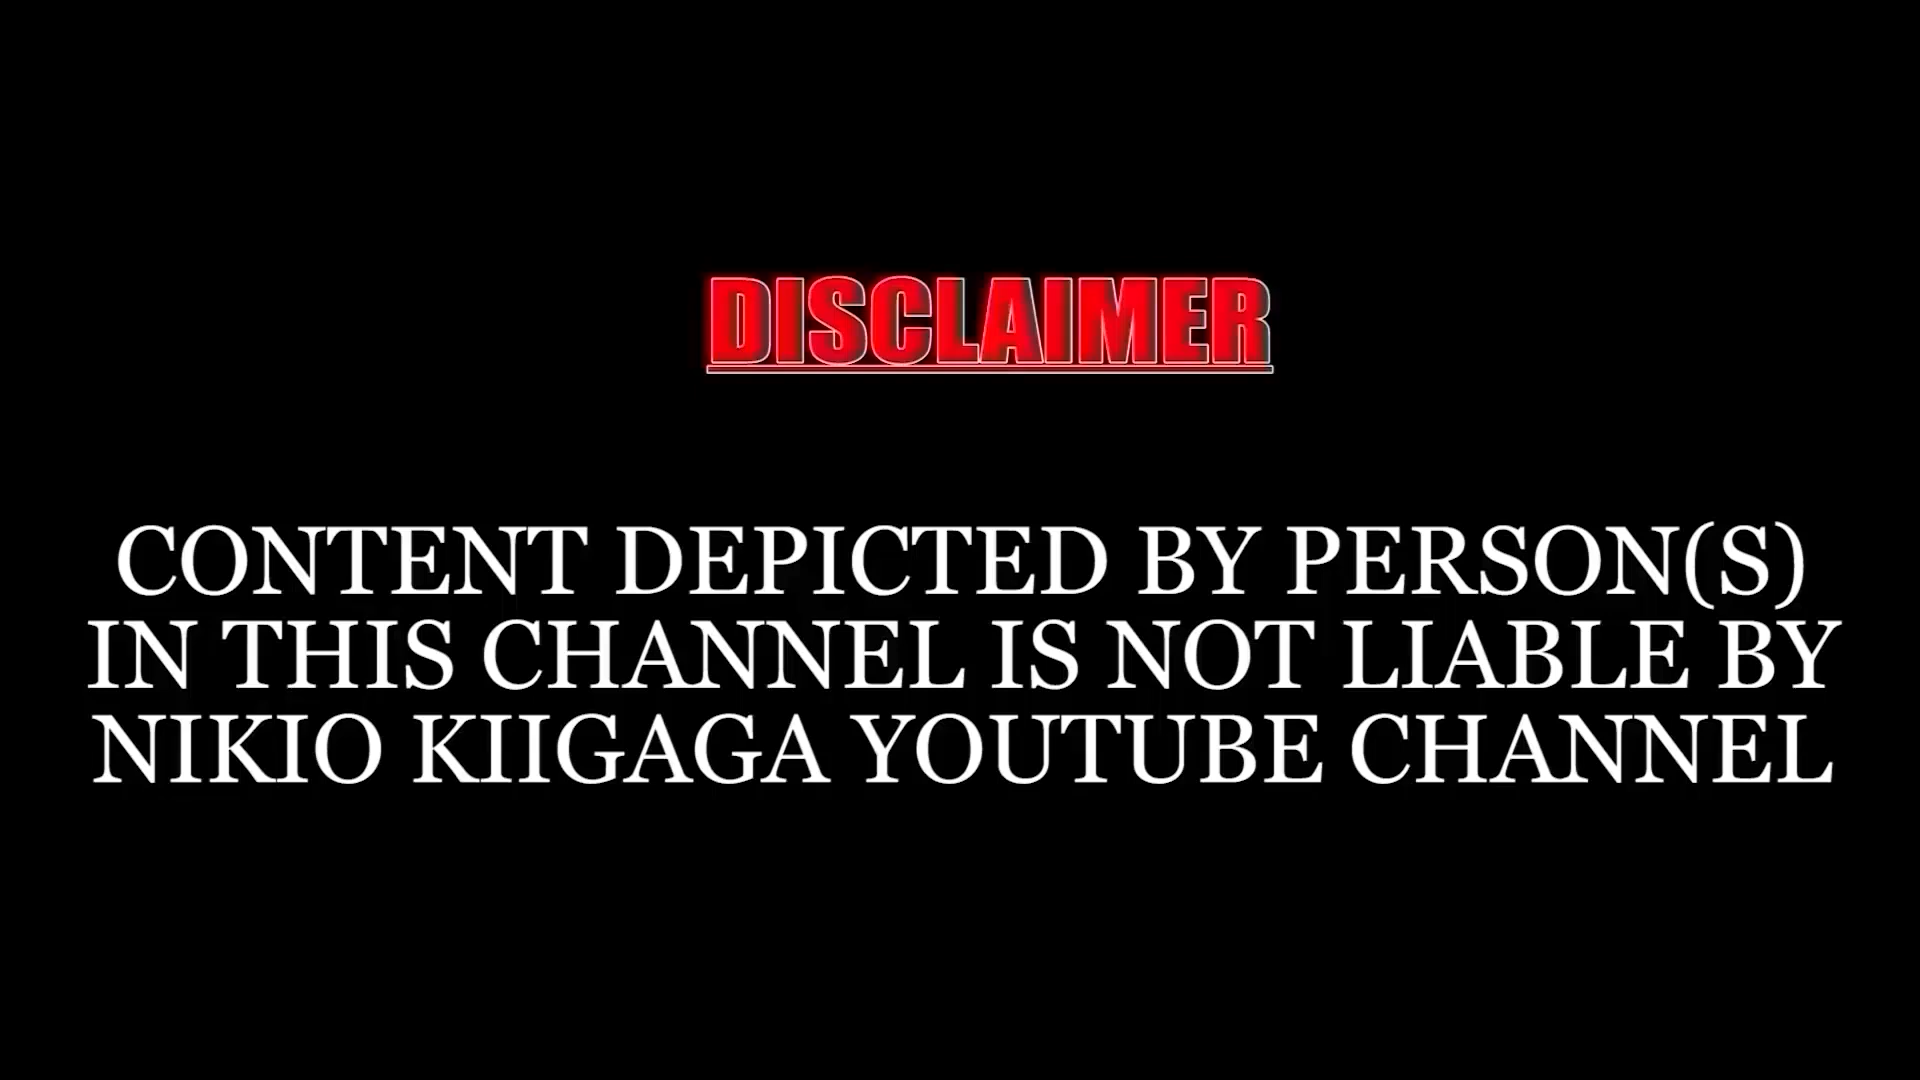 DISCLAIMER
CONTENT DEPICTED BY PERSON(S)
IN THIS CHANNEL IS NOT LIABLE BY
NIKIO KIIGAGA YOUTUBE CHANNEL